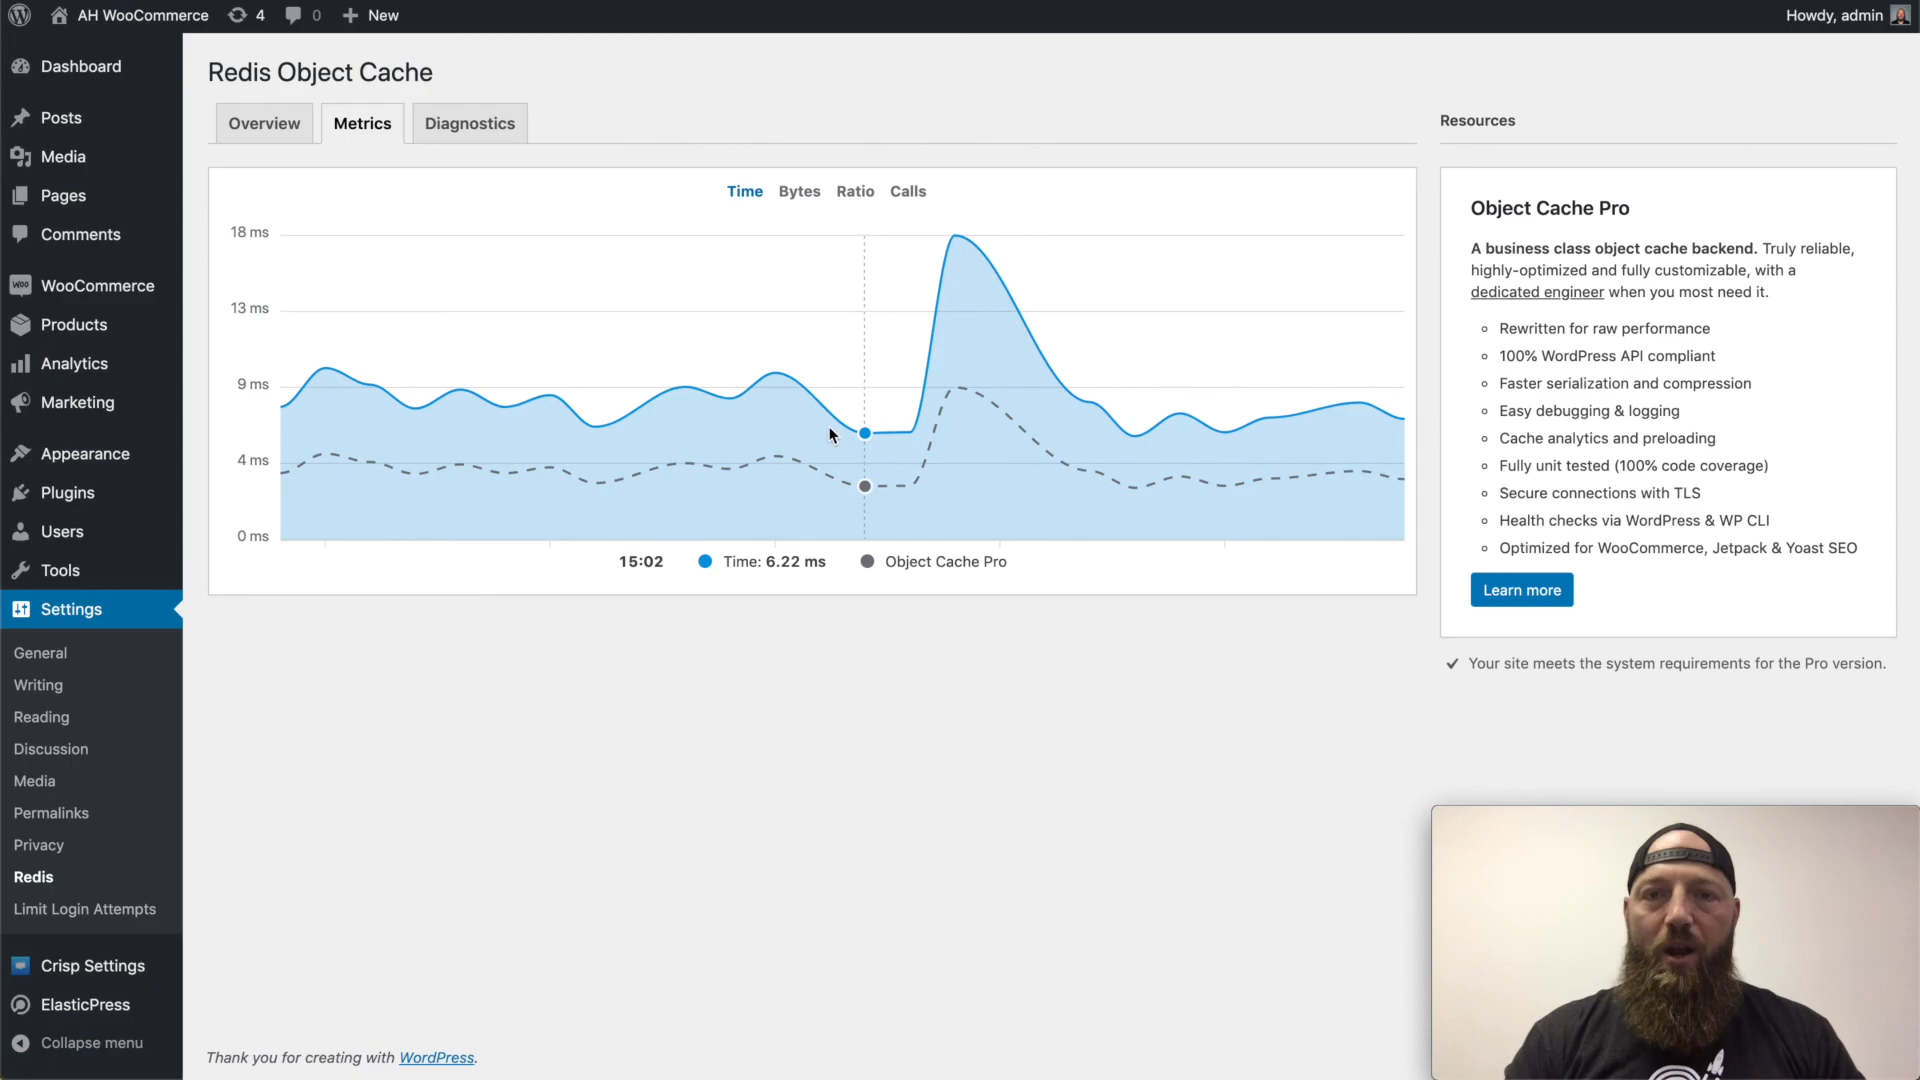 AH WooCommerce 4 0 New
Howdy, admin
Dashboard
Posts
Media
Pages
Comments
WooCommerce
Products
Analytics
Marketing
Appearance
Plugins
Users
Tools
Settings
General
Writing
Reading
Discussion
Media
Permalinks
Privacy
Redis
Limit Login Attempts
Crisp Settings
ElasticPress
Collapse menu
Redis Object Cache
Overview Metrics Diagnostics
Time Bytes Ratio Calls
18 ms
13 ms
9 ms
4 ms
0 ms
15:02 Time: 6.22 ms Object Cache Pro
Resources
Object Cache Pro
A business class object cache backend. Truly reliable,
highly-optimized and fully customizable, with a
dedicated engineer when you most need it.
Rewritten for raw performance
100% WordPress API compliant
Faster serialization and compression
Easy debugging & logging
Cache analytics and preloading
Fully unit tested (100% code coverage)
Secure connections with TLS
Health checks via WordPress & WP CLI
Optimized for WooCommerce, Jetpack & Yoast SEO
Learn more
Your site meets the system requirements for the Pro version.
Thank you for creating with WordPress.